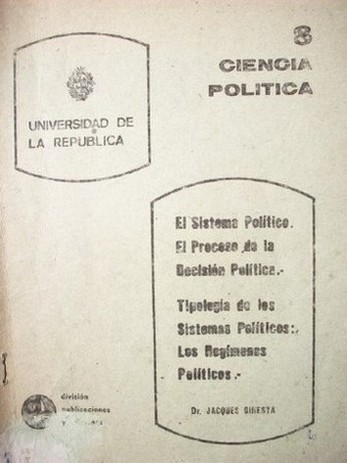 8
CIENCIA
POLITICA
UNIVERSIDAD DE
LA REPUBLICA
El Sistema Político.
El Proceso de la
Decisión Política.-
Tipología de los
Sistemas Políticos:
Los Regímenes
Políticos.-
Dr. JACQUES GINESTA
división
publicaciones
y